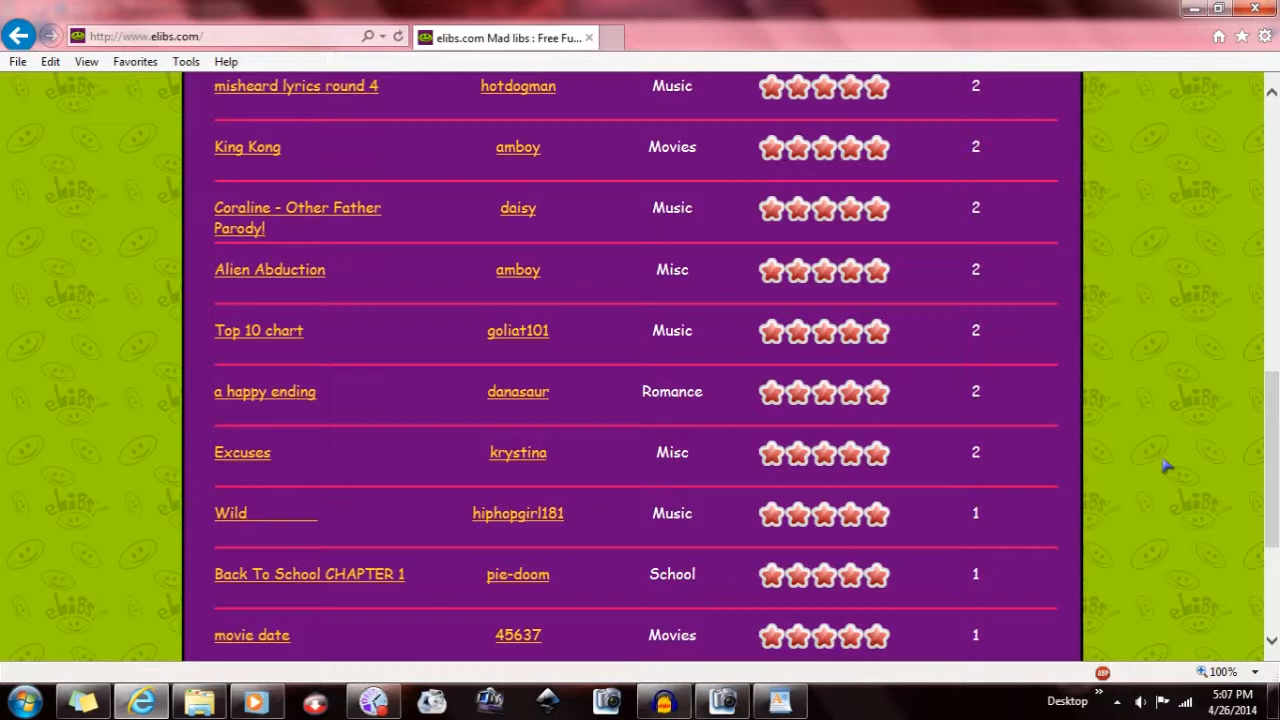 http://www.elibs.com/
elibs.com Mad libs : Free Fu...
File Edit View Favorites Tools Help
misheard lyrics round 4 hotdogman Music 2
King Kong amboy Movies 2
Coraline - Other Father Parody! daisy Music 2
Alien Abduction amboy Misc 2
Top 10 chart goliat101 Music 2
a happy ending danasaur Romance 2
Excuses krystina Misc 2
Wild________ hiphopgirl181 Music 1
Back To School CHAPTER 1 pie-doom School 1
movie date 45637 Movies 1
ABP 100%
Desktop 5:07 PM
4/26/2014